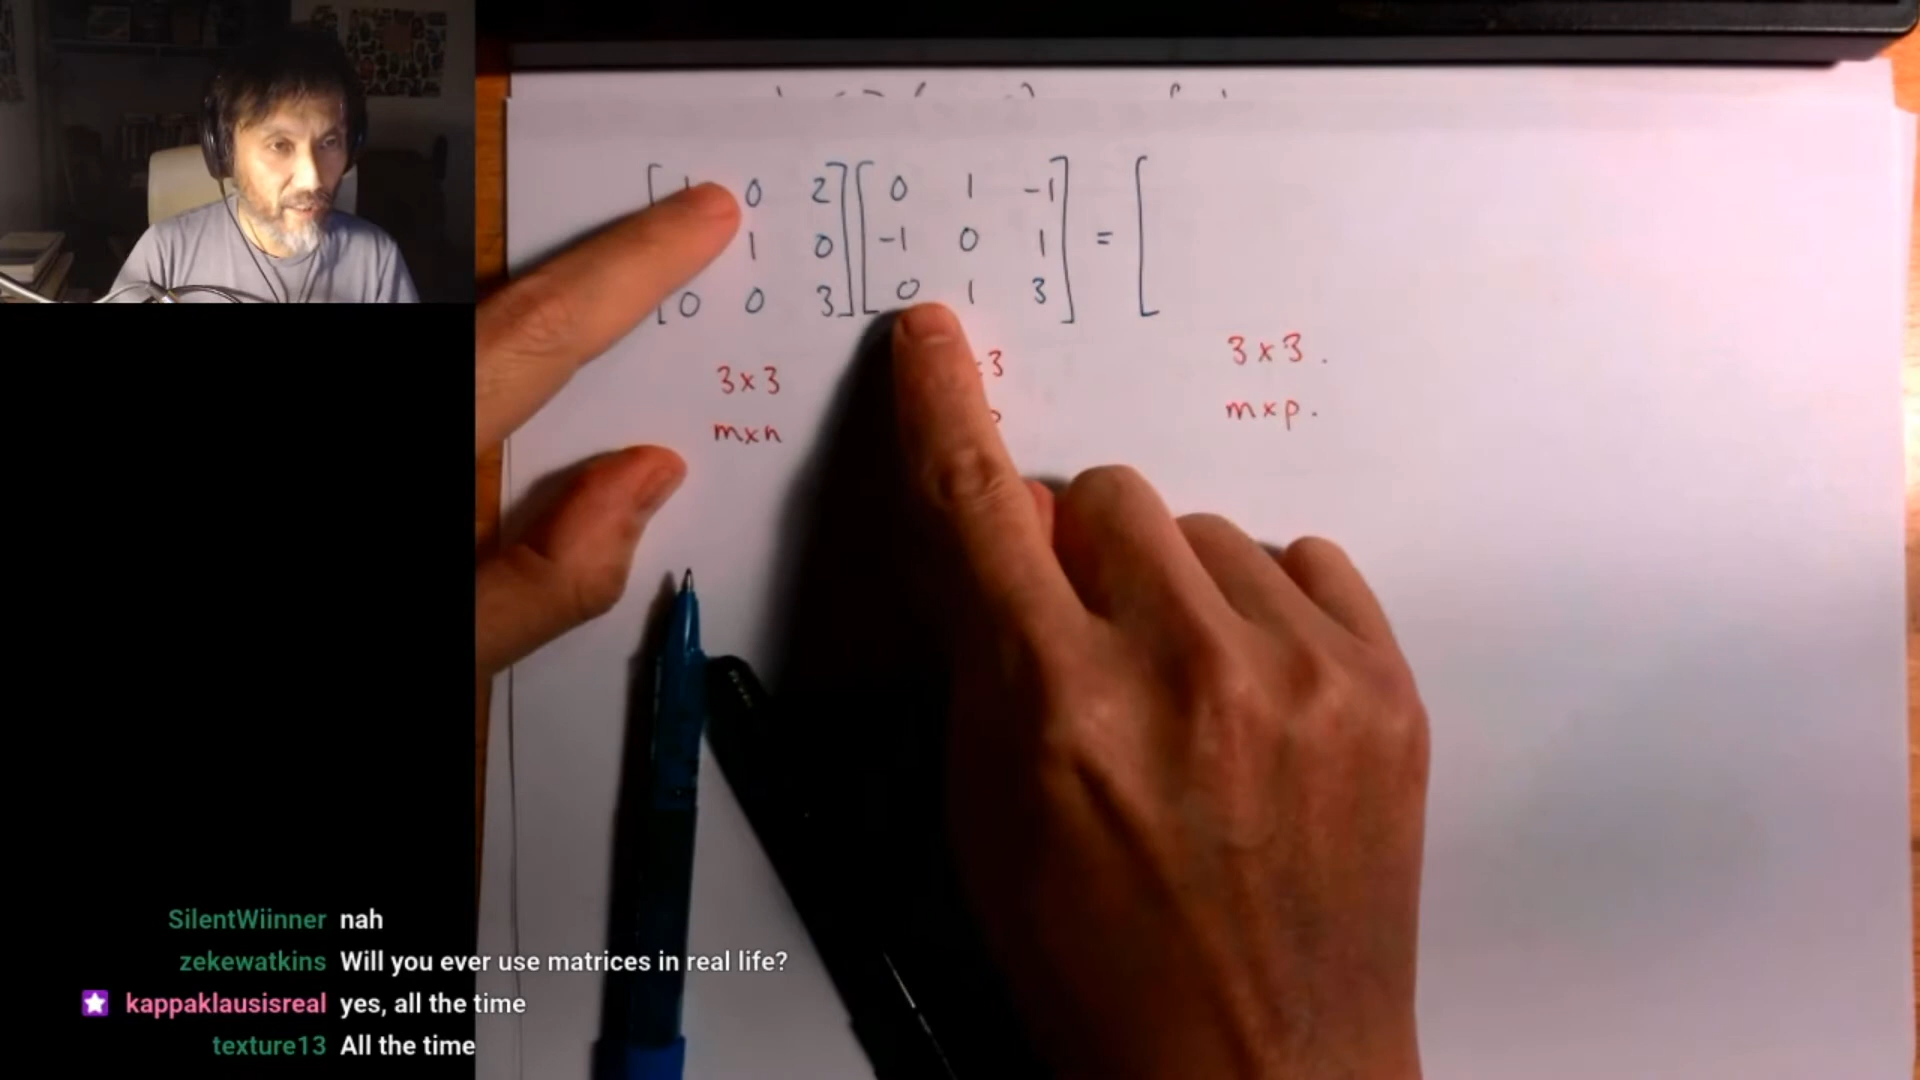 0 2 0 1 -1
1 0 -1 0 1 =
0 0 3 0 1 3
3x3 3 3x3.
mxn mxp.
SilentWiinner nah
zekewatkins Will you ever use matrices in real life?
kappaklausisreal yes, all the time
texture13 All the time